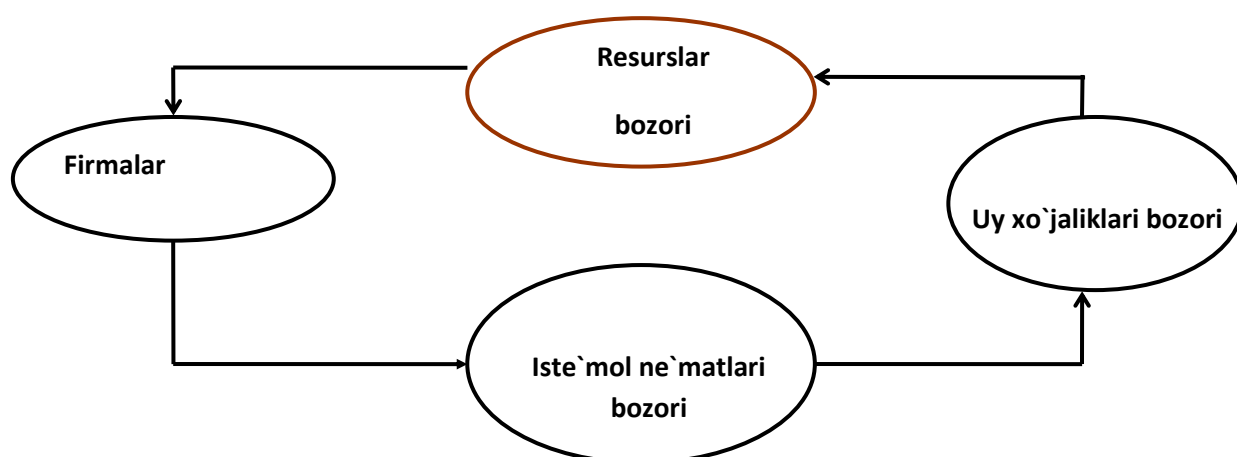 Resurslar
bozori
Firmalar
Uy xo`jaliklari bozori
Iste`mol ne`matlari
bozori